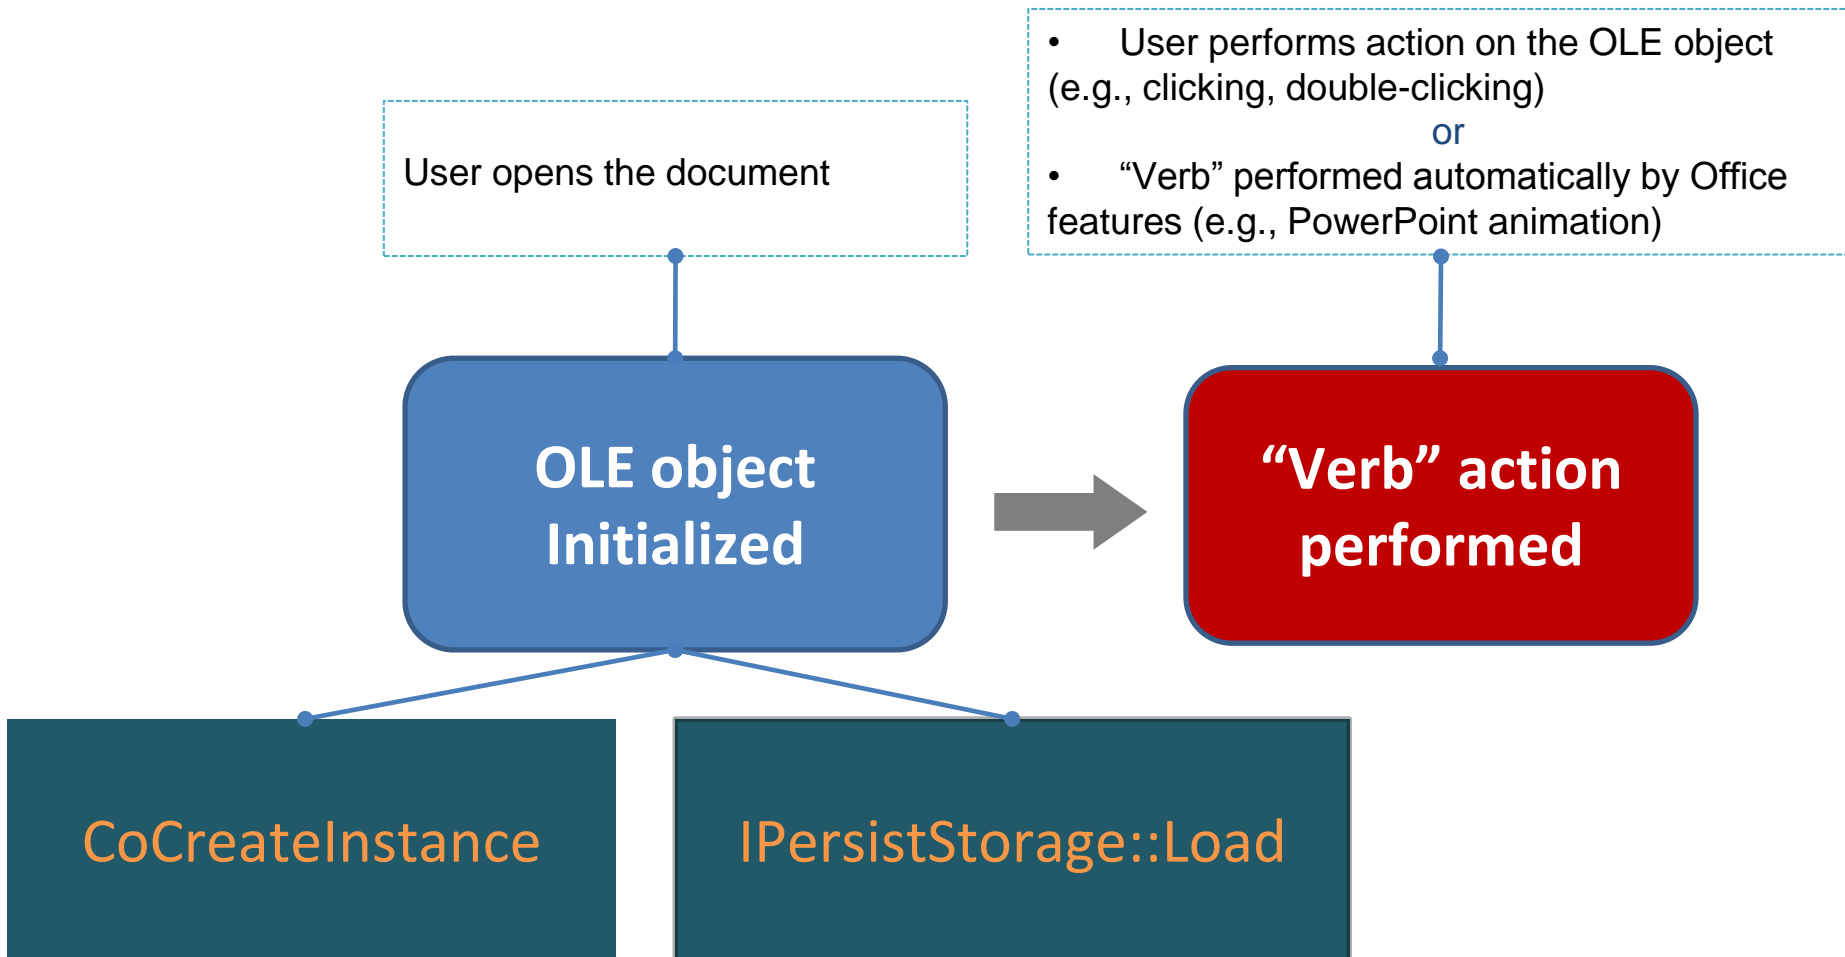 • User performs action on the OLE object
(e.g., clicking, double-clicking)
or
• “Verb” performed automatically by Office
features (e.g., PowerPoint animation)
User opens the document
OLE object
Initialized
“Verb” action
performed
CoCreateInstance
IPersistStorage::Load